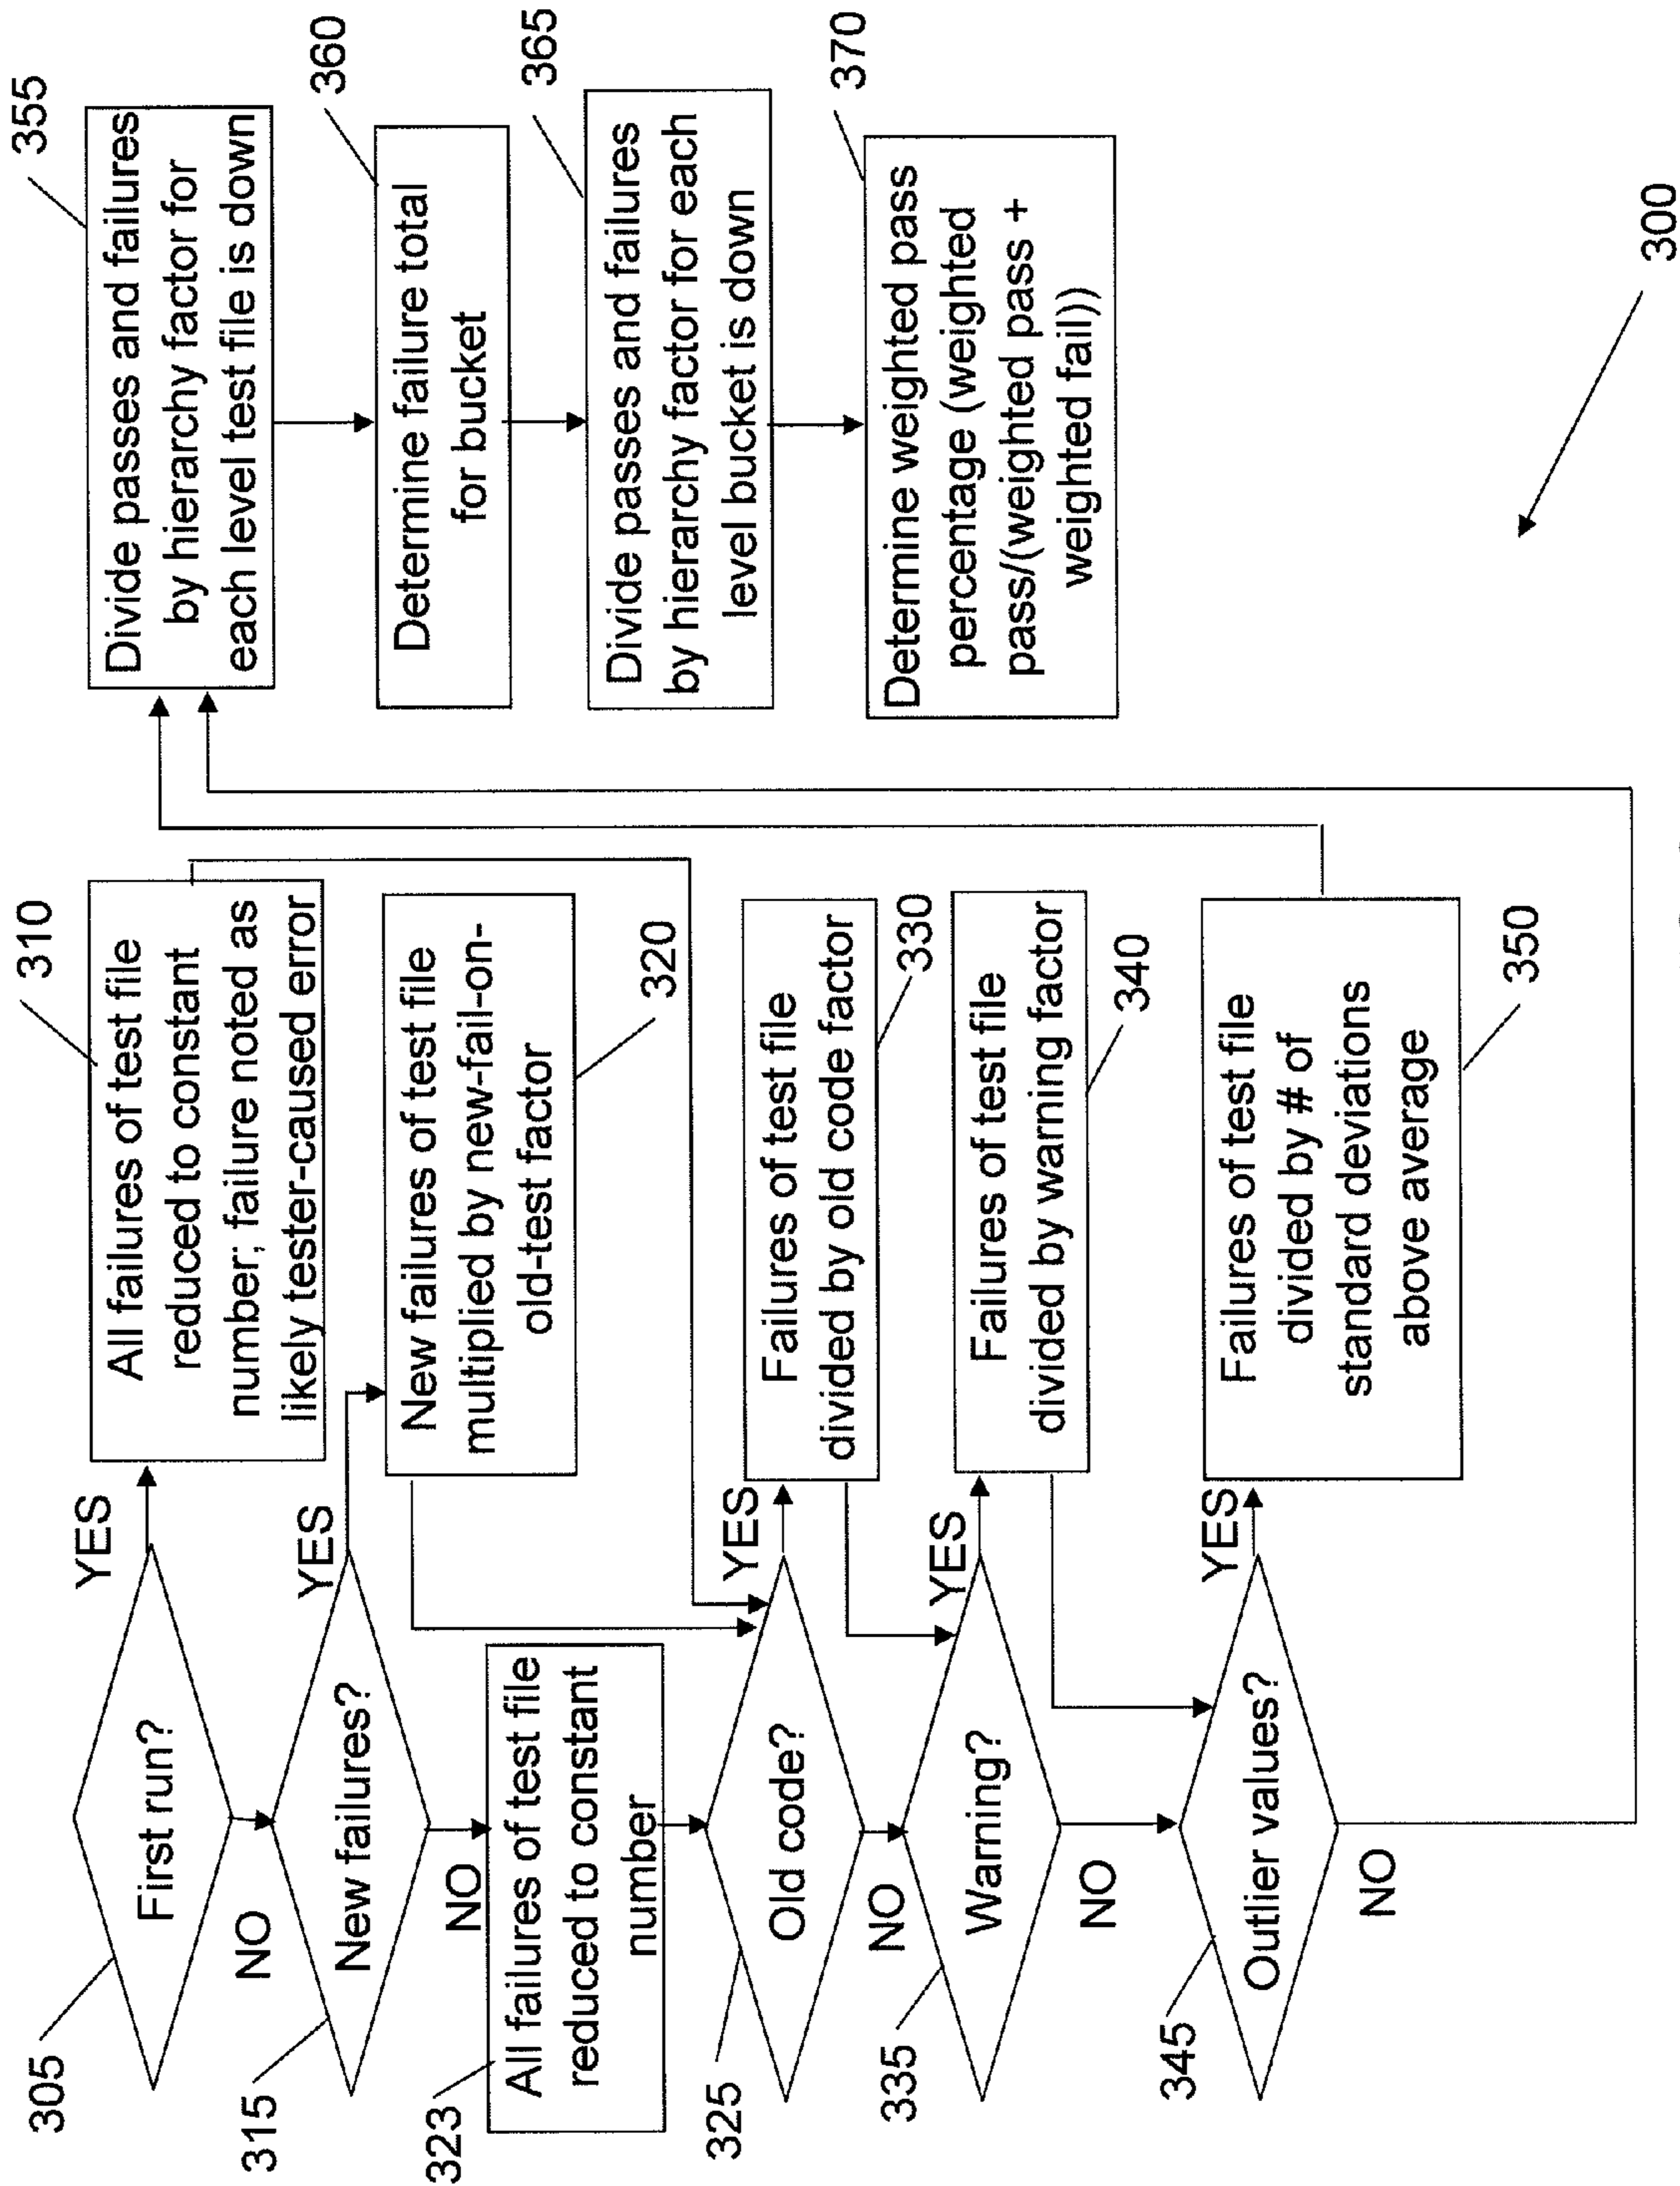 305
First run?
YES
NO
310
All failures of test file
reduced to constant
number; failure noted as
likely tester-caused error
315
New failures?
YES
NO
New failures of test file
multiplied by new-fail-on-
old-test factor
320
323
All failures of test file
reduced to constant
number
325
Old code?
YES
NO
Failures of test file
divided by old code factor
330
335
Warning?
YES
NO
Failures of test file
divided by warning factor
340
345
Outlier values?
YES
NO
Failures of test file
divided by # of
standard deviations
above average
350
355
Divide passes and failures
by hierarchy factor for
each level test file is down
360
Determine failure total
for bucket
365
Divide passes and failures
by hierarchy factor for each
level bucket is down
370
Determine weighted pass
percentage (weighted
pass/(weighted pass +
weighted fail))
300